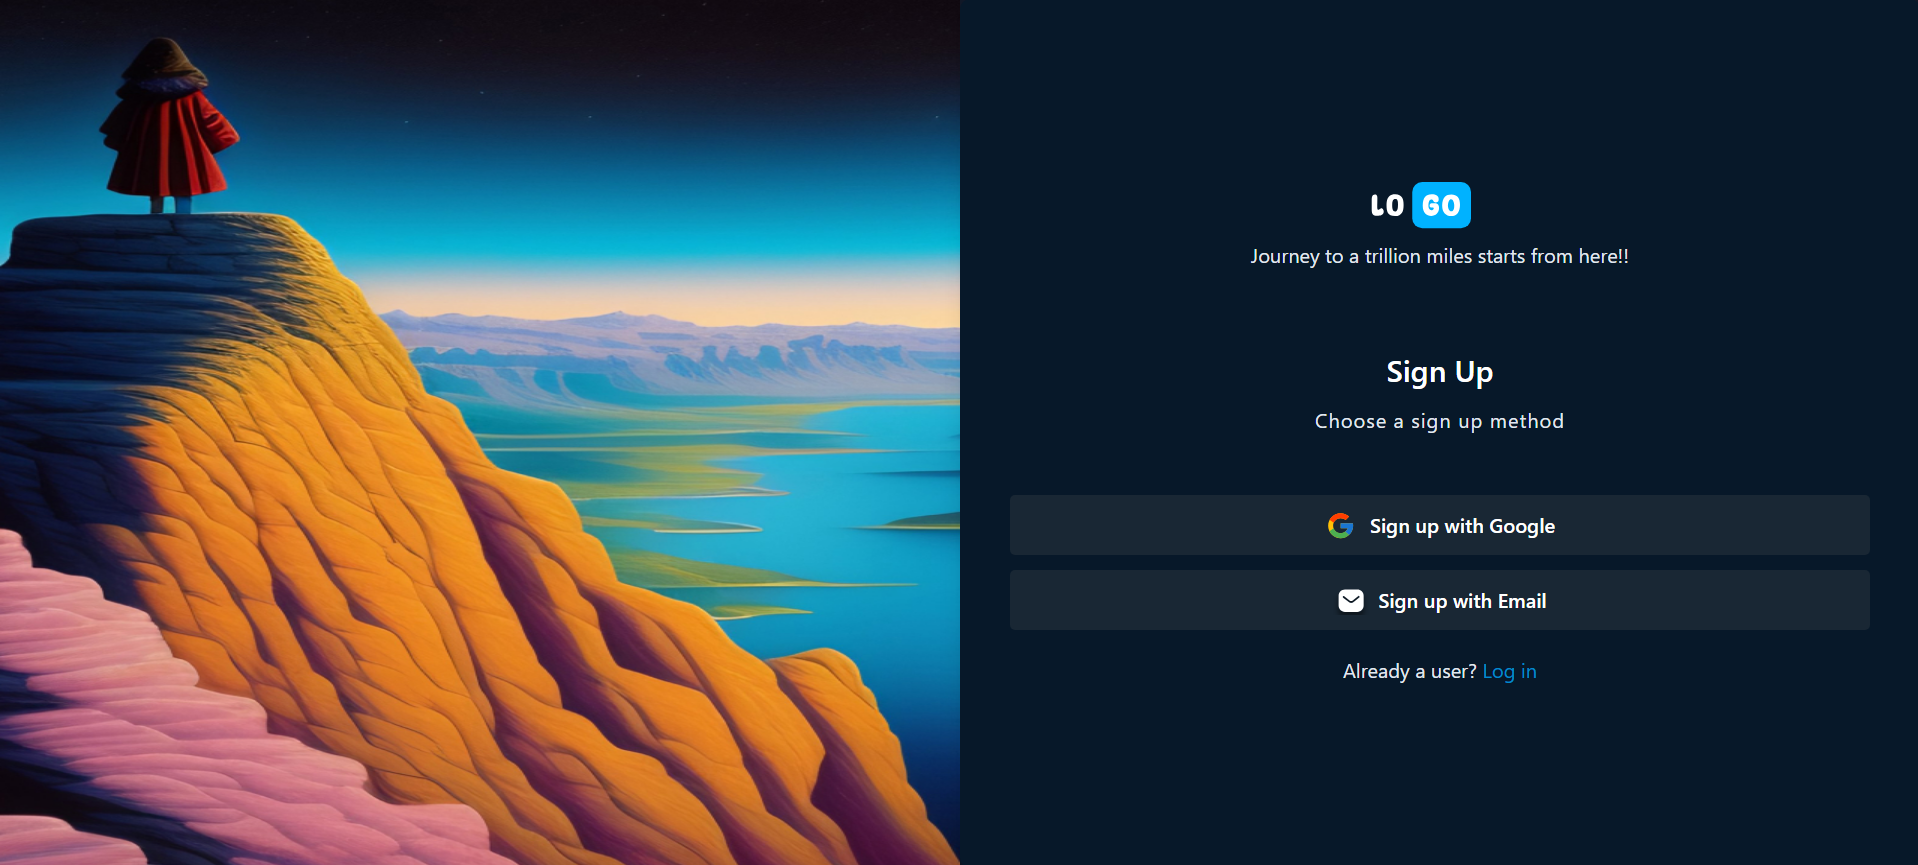 LO GO
Journey to a trillion miles starts from here!!
Sign Up
Choose a sign up method
Sign up with Google
Sign up with Email
Already a user? Log in